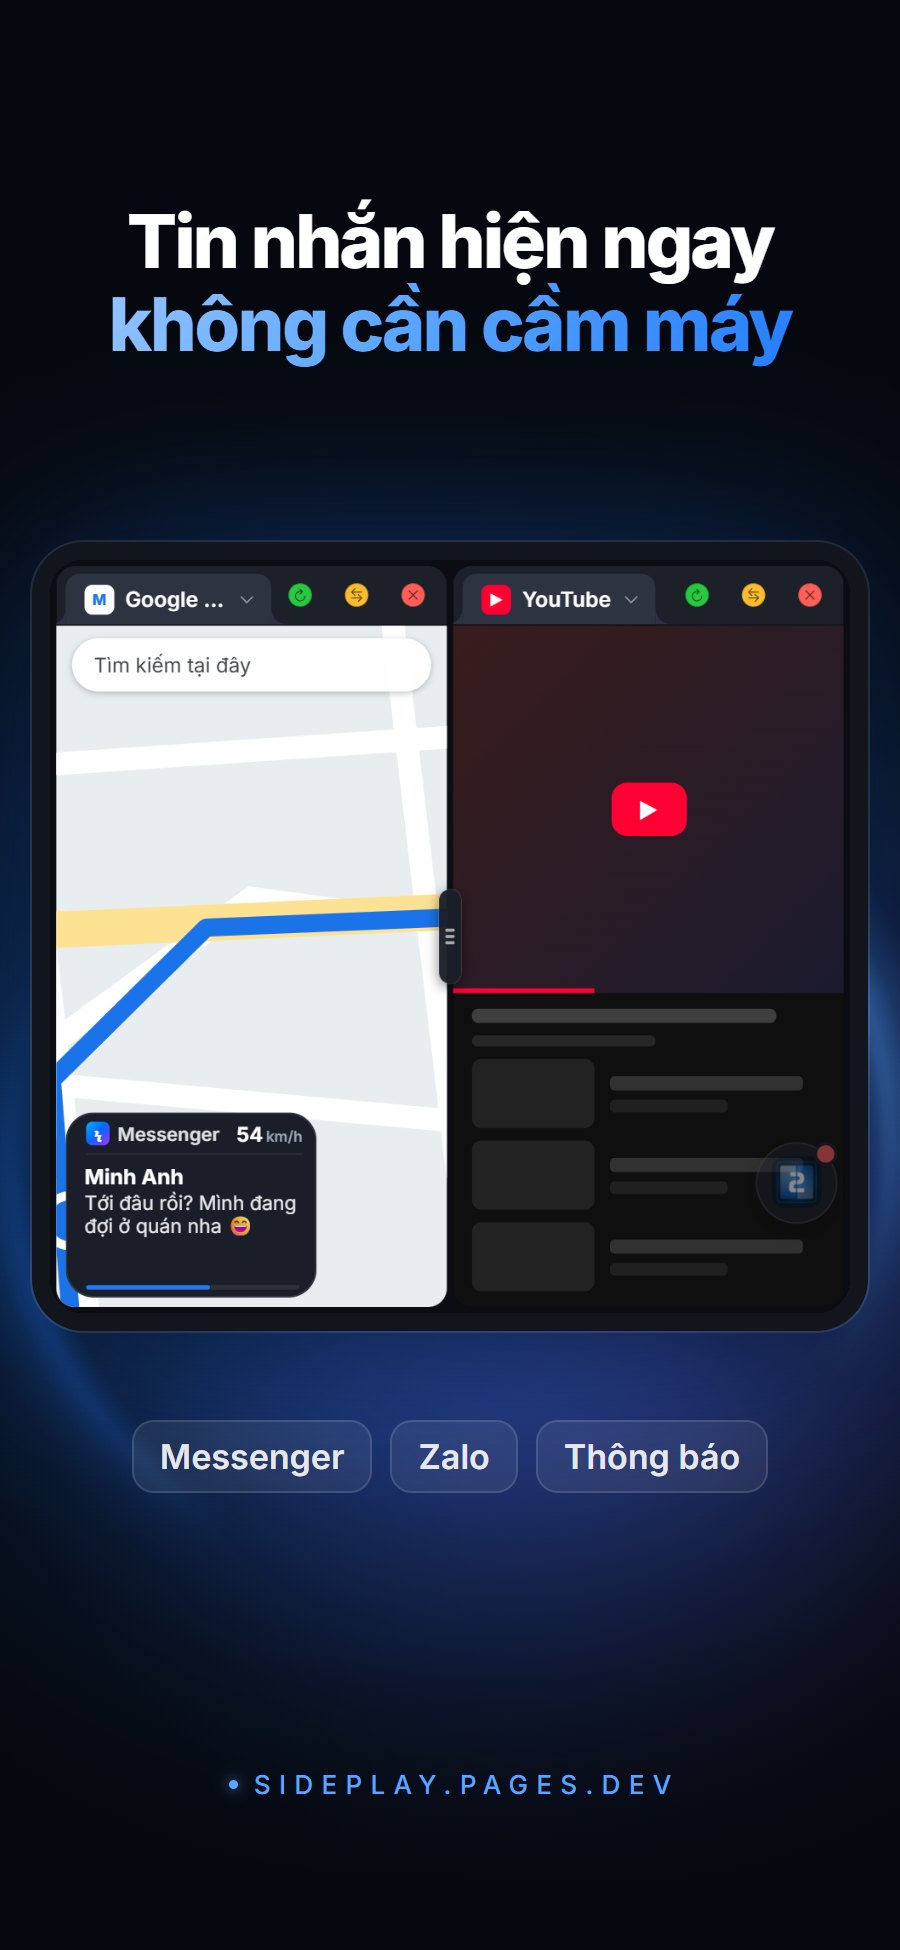 Tin nhắn hiện ngay
không cần cầm máy
M Google ...
YouTube
Tìm kiếm tại đây
Messenger 54 km/h
Minh Anh
Tới đâu rồi? Mình đang
đợi ở quán nha 😄
Messenger
Zalo
Thông báo
SIDEPLAY.PAGES.DEV